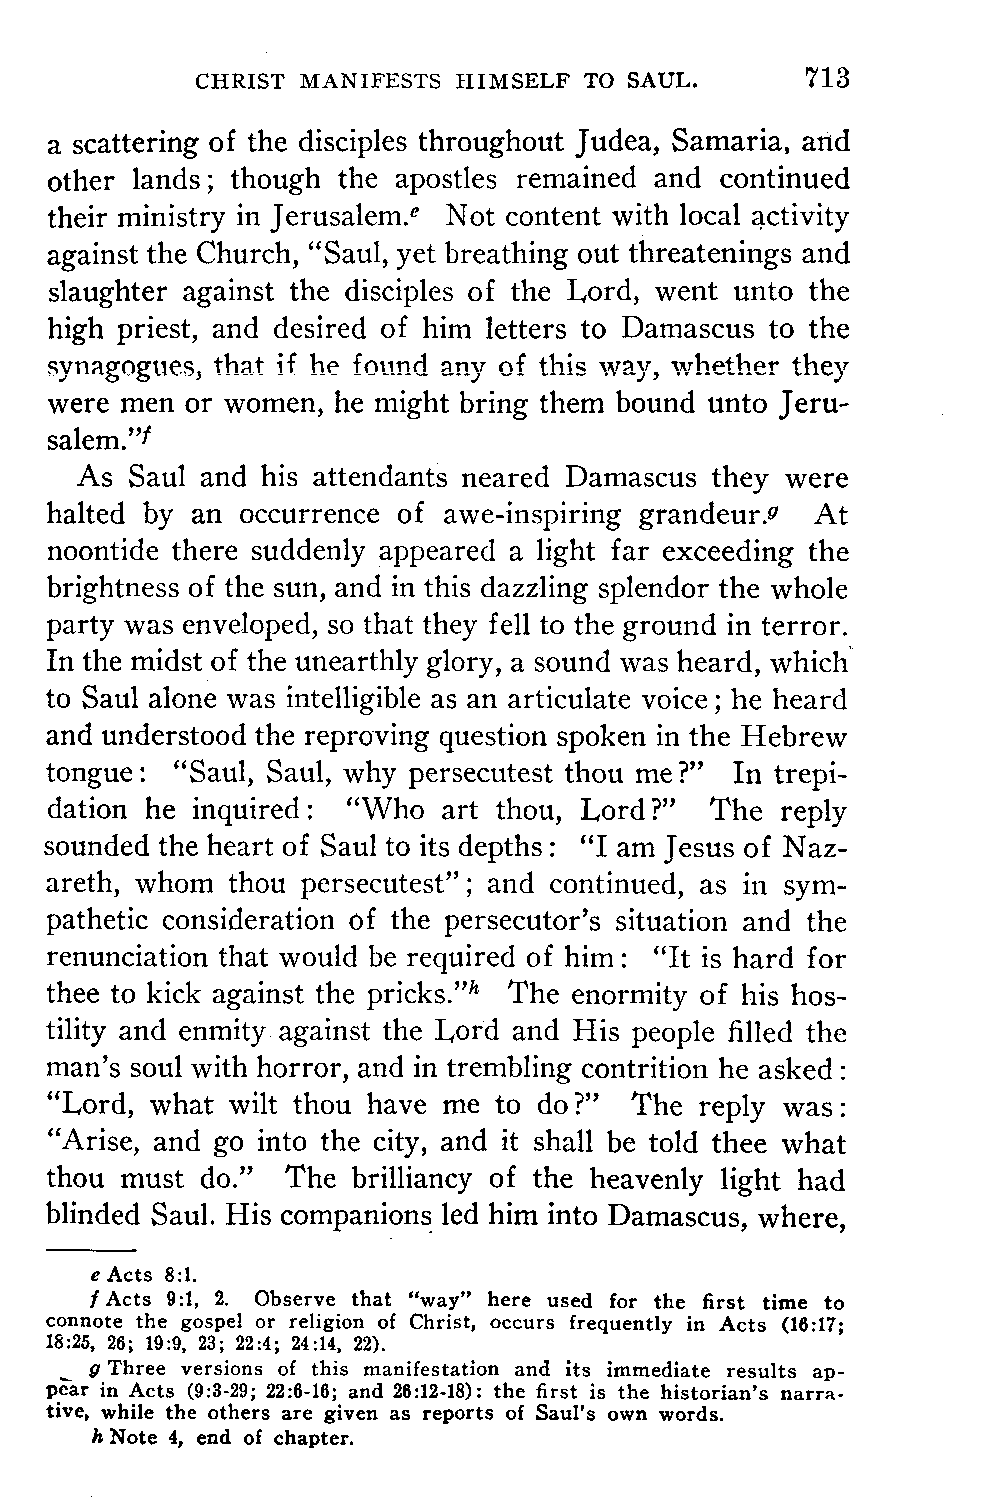 CHRIST MANIFESTS HIMSELF TO SAUL. 713
a scattering of the disciples throughout Judea, Samaria, and
other lands; though the apostles remained and continued
their ministry in Jerusalem.e Not content with local activity
against the Church, "Saul, yet breathing out threatenings and
slaughter against the disciples of the Lord, went unto the
high priest, and desired of him letters to Damascus to the
synagogues, that if he found any of this way, whether they
were men or women, he might bring them bound unto Jeru-
salem."f
As Saul and his attendants neared Damascus they were
halted by an occurrence of awe-inspiring grandeur.g At
noontide there suddenly appeared a light far exceeding the
brightness of the sun, and in this dazzling splendor the whole
party was enveloped, so that they fell to the ground in terror.
In the midst of the unearthly glory, a sound was heard, which
to Saul alone was intelligible as an articulate voice; he heard
and understood the reproving question spoken in the Hebrew
tongue: "Saul, Saul, why persecutest thou me?" In trepi-
dation he inquired: "Who art thou, Lord?" The reply
sounded the heart of Saul to its depths: "I am Jesus of Naz-
areth, whom thou persecutest"; and continued, as in sym-
pathetic consideration of the persecutor's situation and the
renunciation that would be required of him: "It is hard for
thee to kick against the pricks."h The enormity of his hos-
tility and enmity against the Lord and His people filled the
man's soul with horror, and in trembling contrition he asked:
"Lord, what wilt thou have me to do?" The reply was:
"Arise, and go into the city, and it shall be told thee what
thou must do." The brilliancy of the heavenly light had
blinded Saul. His companions led him into Damascus, where,
e Acts 8:1.
f Acts 9:1, 2. Observe that "way" here used for the first time to
connote the gospel or religion of Christ, occurs frequently in Acts (16:17;
18:25, 26; 19:9, 23; 22:4; 24:14, 22).
g Three versions of this manifestation and its immediate results ap-
pear in Acts (9:3-29; 22:6-16; and 26:12-18): the first is the historian's narra-
tive, while the others are given as reports of Saul's own words.
h Note 4, end of chapter.